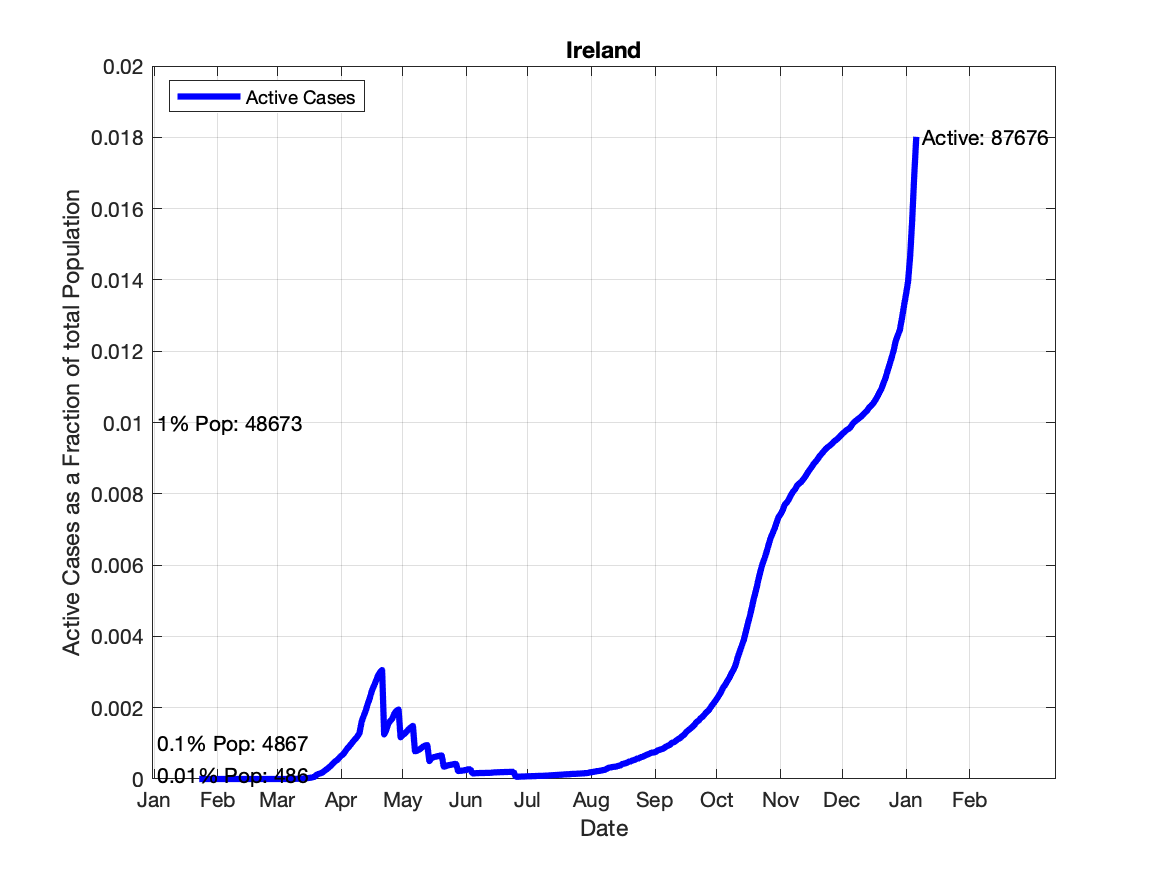 Ireland
Active Cases
0.02
0.018
0.016
0.014
0.012
0.01
0.008
0.006
0.004
0.002
0
Active Cases as a Fraction of total Population
Active: 87676
1% Pop: 48673
0.1% Pop: 4867
0.01% Pop: 486
Jan Feb Mar Apr May Jun Jul Aug Sep Oct Nov Dec Jan Feb
Date